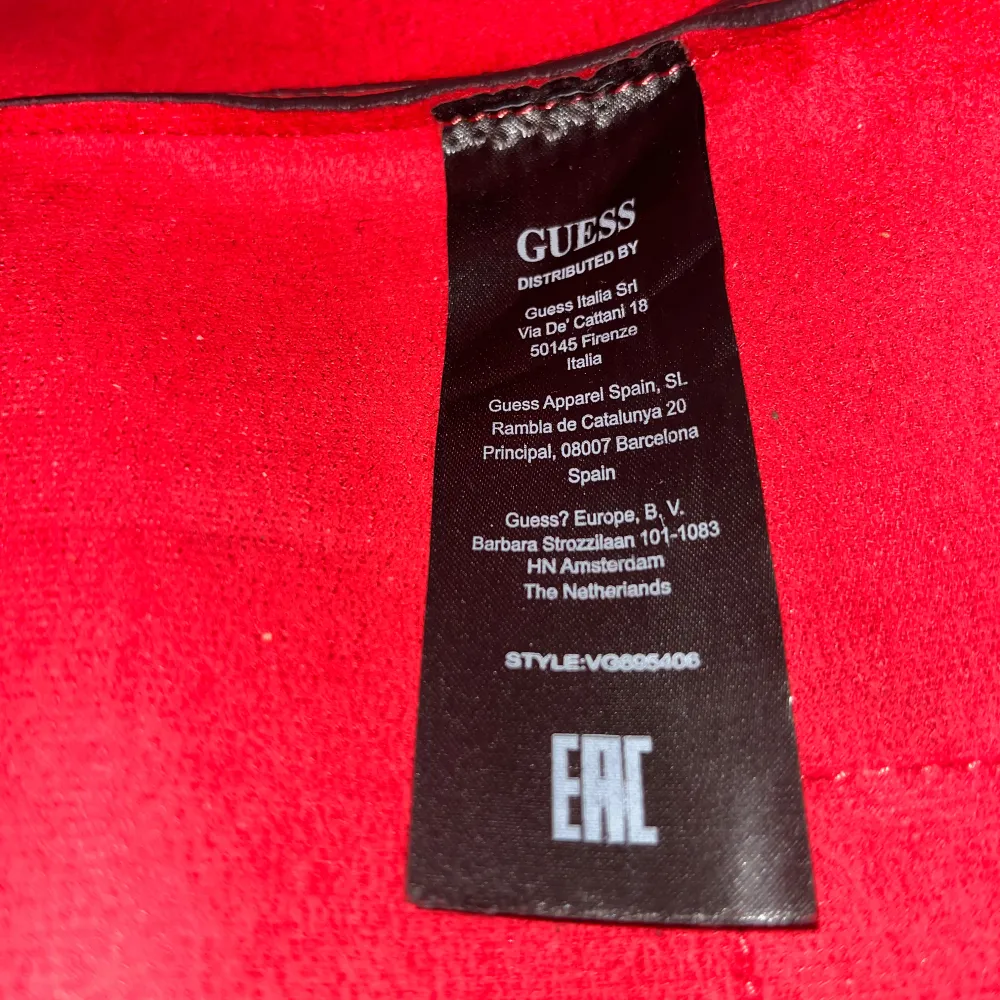 GUESS
DISTRIBUTED BY
Guess Italia Srl
Via De' Cattani 18
50145 Firenze
Italia
Guess Apparel Spain, SL
Rambla de Catalunya 20
Principal, 08007 Barcelona
Spain
Guess? Europe, B, V.
Barbara Strozzilaan 101-1083
HN Amsterdam
The Netherlands
STYLE:VG695406
EAC